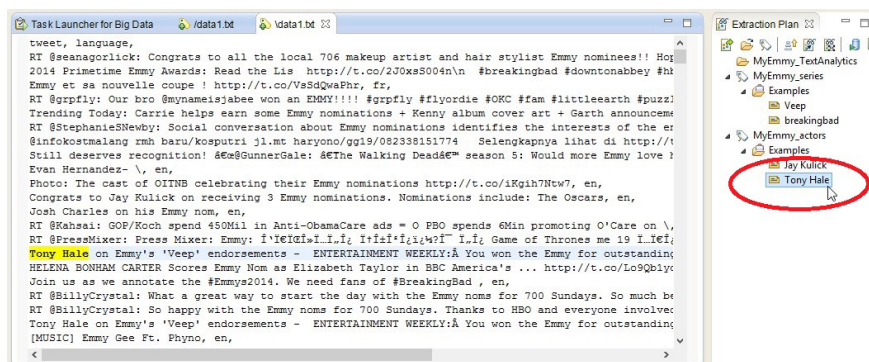 Task Launcher for Big Data
/data1.txt
\data1.txt
tweet, language,
RT @seanagorlick: Congrats to all the local 706 makeup artist and hair stylist Emmy nominees!! Hop
2014 Primetime Emmy Awards: Read the Lis http://t.co/2J0xsS004n\n #breakingbad #downtonabbey #hb
Emmy et sa nouvelle coupe ! http://t.co/VsSdQwaPhr, fr,
RT @grpfly: Our bro @mynameisjabee won an EMMY!!!! #grpfly #flyordie #OKC #fam #littleearth #puzzl
Trending Today: Carrie helps earn some Emmy nominations + Kenny album cover art + Garth announceme
RT @StephanieSNewby: Social conversation about Emmy nominations identifies the interests of the en
@infokostmalang rmh baru/kosputri jl.mt haryono/gg19/082338151774 Selengkapnya lihat di http://t
Still deserves recognition! â€œ@GunnerGale: â€The Walking Deadâ€™ season 5: Would more Emmy love h
Evan Hernandez- \, en,
Photo: The cast of OITNB celebrating their Emmy nominations http://t.co/iKgih7Ntw7, en,
Congrats to Jay Kulick on receiving 3 Emmy nominations. Nominations include: The Oscars, en,
Josh Charles on his Emmy nom, en,
RT @Kahsai: GOP/Koch spend 450Mil in Anti-ObamaCare ads = O PBO spends 6Min promoting O'Care on \,
RT @PressMixer: Press Mixer: Emmy: Game of Thrones me 19
Tony Hale on Emmy's 'Veep' endorsements - ENTERTAINMENT WEEKLY:Â You won the Emmy for outstanding
HELENA BONHAM CARTER Scores Emmy Nom as Elizabeth Taylor in BBC America's ... http://t.co/Lo9Qblyc
Join us as we annotate the #Emmys2014. We need fans of #BreakingBad , en,
RT @BillyCrystal: What a great way to start the day with the Emmy noms for 700 Sundays. So much be
RT @BillyCrystal: So happy with the Emmy noms for 700 Sundays. Thanks to HBO and everyone involved
Tony Hale on Emmy's 'Veep' endorsements - ENTERTAINMENT WEEKLY:Â You won the Emmy for outstanding
[MUSIC] Emmy Gee Ft. Phyno, en,
Extraction Plan
MyEmmy_TextAnalytics
MyEmmy_series
Examples
Veep
breakingbad
MyEmmy_actors
Examples
Jay Kulick
Tony Hale